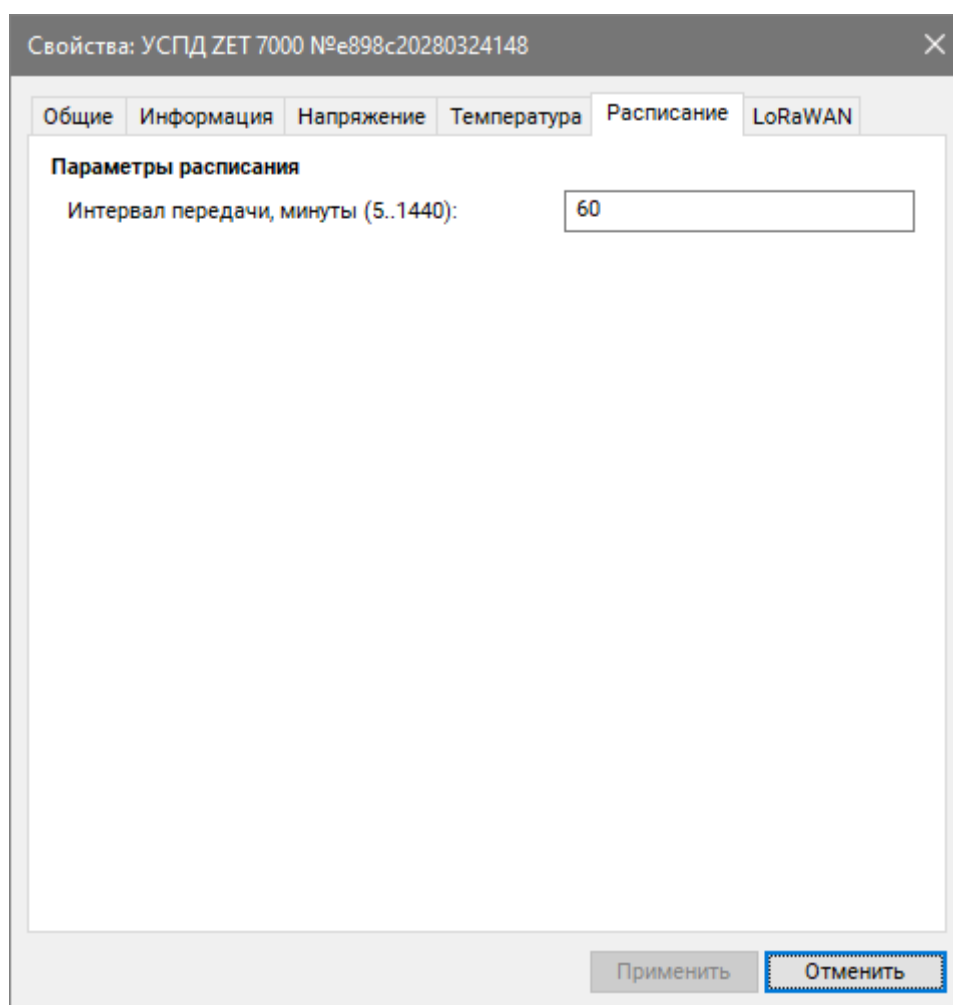 Свойства: УСПД ZET 7000 №e898c20280324148
Общие Информация Напряжение Температура Расписание LoRaWAN
Параметры расписания
Интервал передачи, минуты (5..1440): 60
Применить Отменить